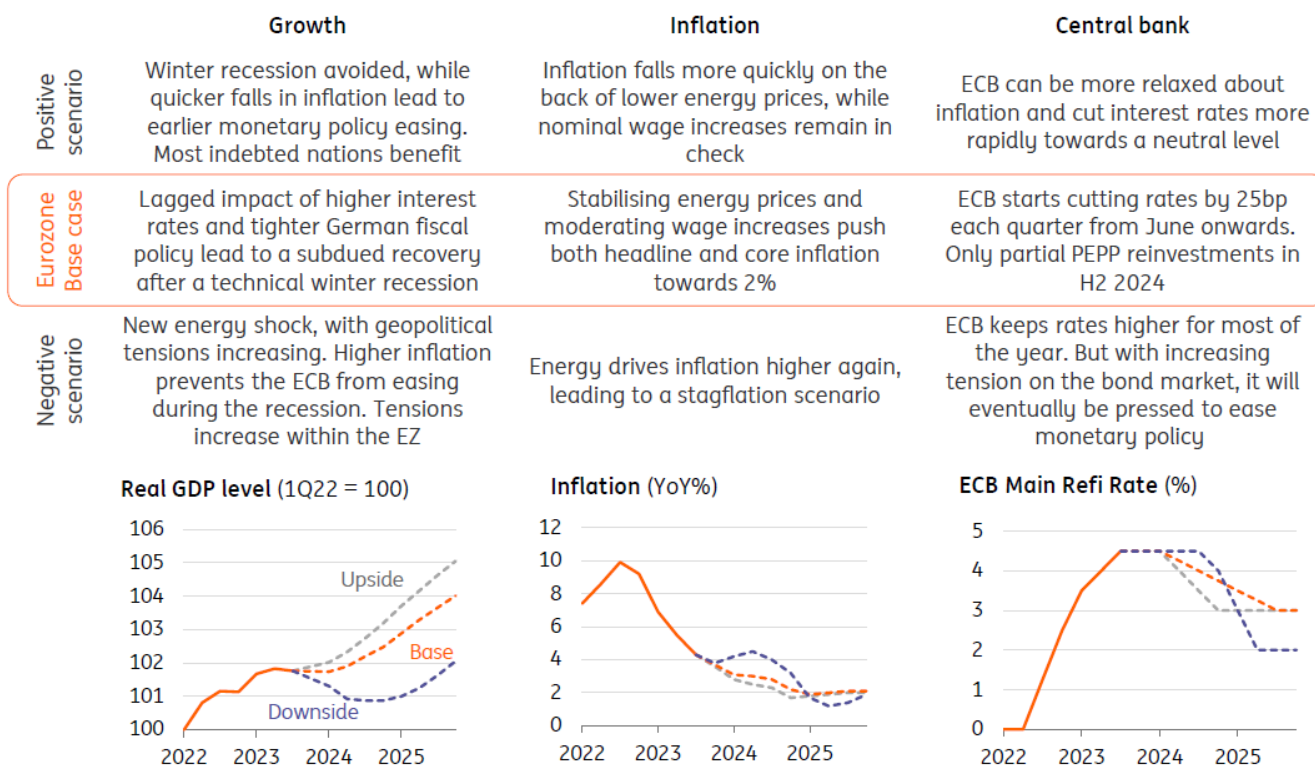 Growth
Inflation
Central bank
Positive
scenario
Winter recession avoided, while
quicker falls in inflation lead to
earlier monetary policy easing.
Most indebted nations benefit
Inflation falls more quickly on the
back of lower energy prices, while
nominal wage increases remain in
check
ECB can be more relaxed about
inflation and cut interest rates more
rapidly towards a neutral level
Eurozone
Base case
Lagged impact of higher interest
rates and tighter German fiscal
policy lead to a subdued recovery
after a technical winter recession
Stabilising energy prices and
moderating wage increases push
both headline and core inflation
towards 2%
ECB starts cutting rates by 25bp
each quarter from June onwards.
Only partial PEPP reinvestments in
H2 2024
Negative
scenario
New energy shock, with geopolitical
tensions increasing. Higher inflation
prevents the ECB from easing
during the recession. Tensions
increase within the EZ
Energy drives inflation higher again,
leading to a stagflation scenario
ECB keeps rates higher for most of
the year. But with increasing
tension on the bond market, it will
eventually be pressed to ease
monetary policy
Real GDP level (1Q22 = 100)
106
105
104
103
102
101
100
Upside
Base
Downside
2022 2023 2024 2025
Inflation (YoY%)
12
10
8
6
4
2
0
2022 2023 2024 2025
ECB Main Refi Rate (%)
5
4
3
2
1
0
2022 2023 2024 2025